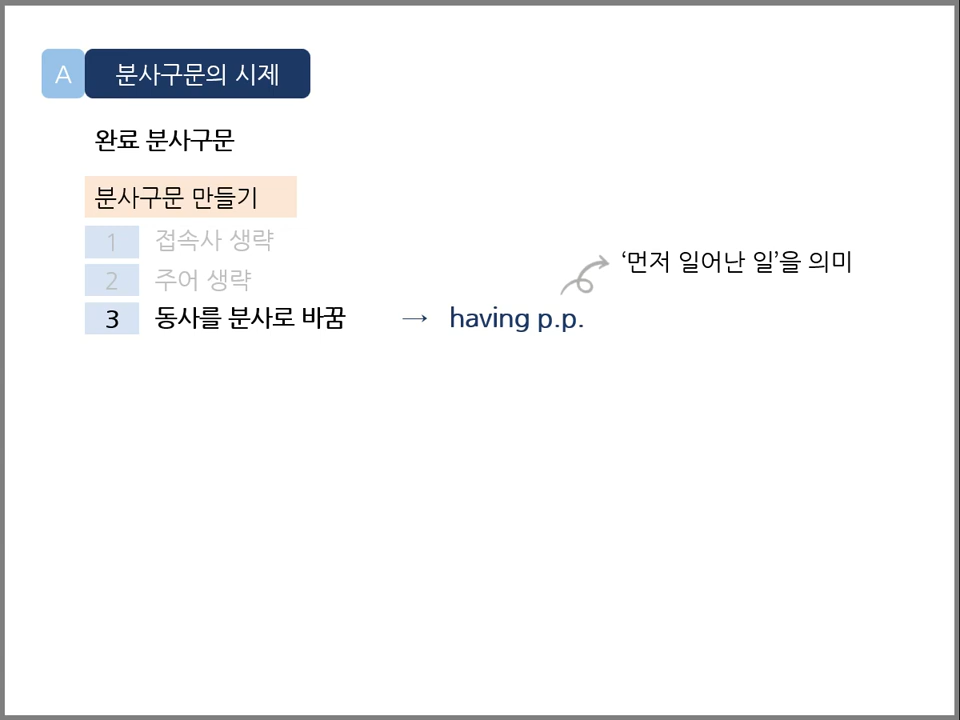 A 분사구문의 시제
완료 분사구문
분사구문 만들기
1 접속사 생략
2 주어 생략
‘먼저 일어난 일’을 의미
3 동사를 분사로 바꿈 → having p.p.